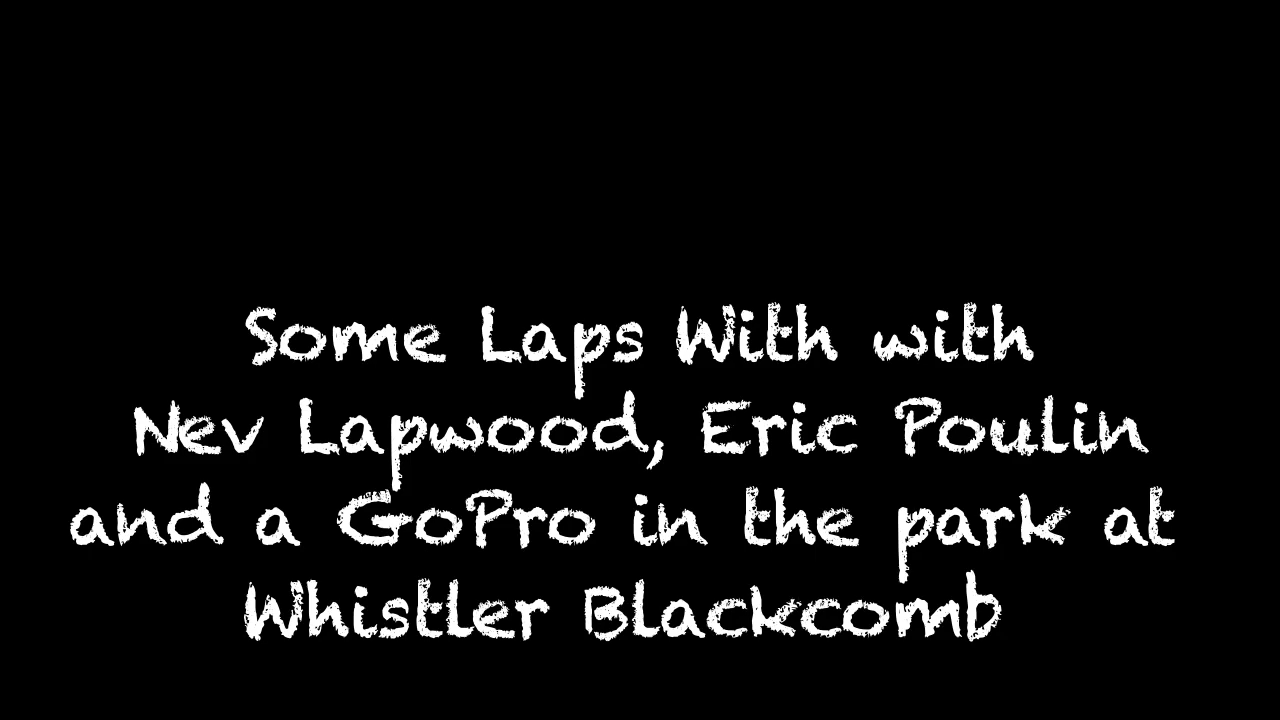 Some Laps With with
Nev Lapwood, Eric Poulin
and a GoPro in the park at
Whistler Blackcomb